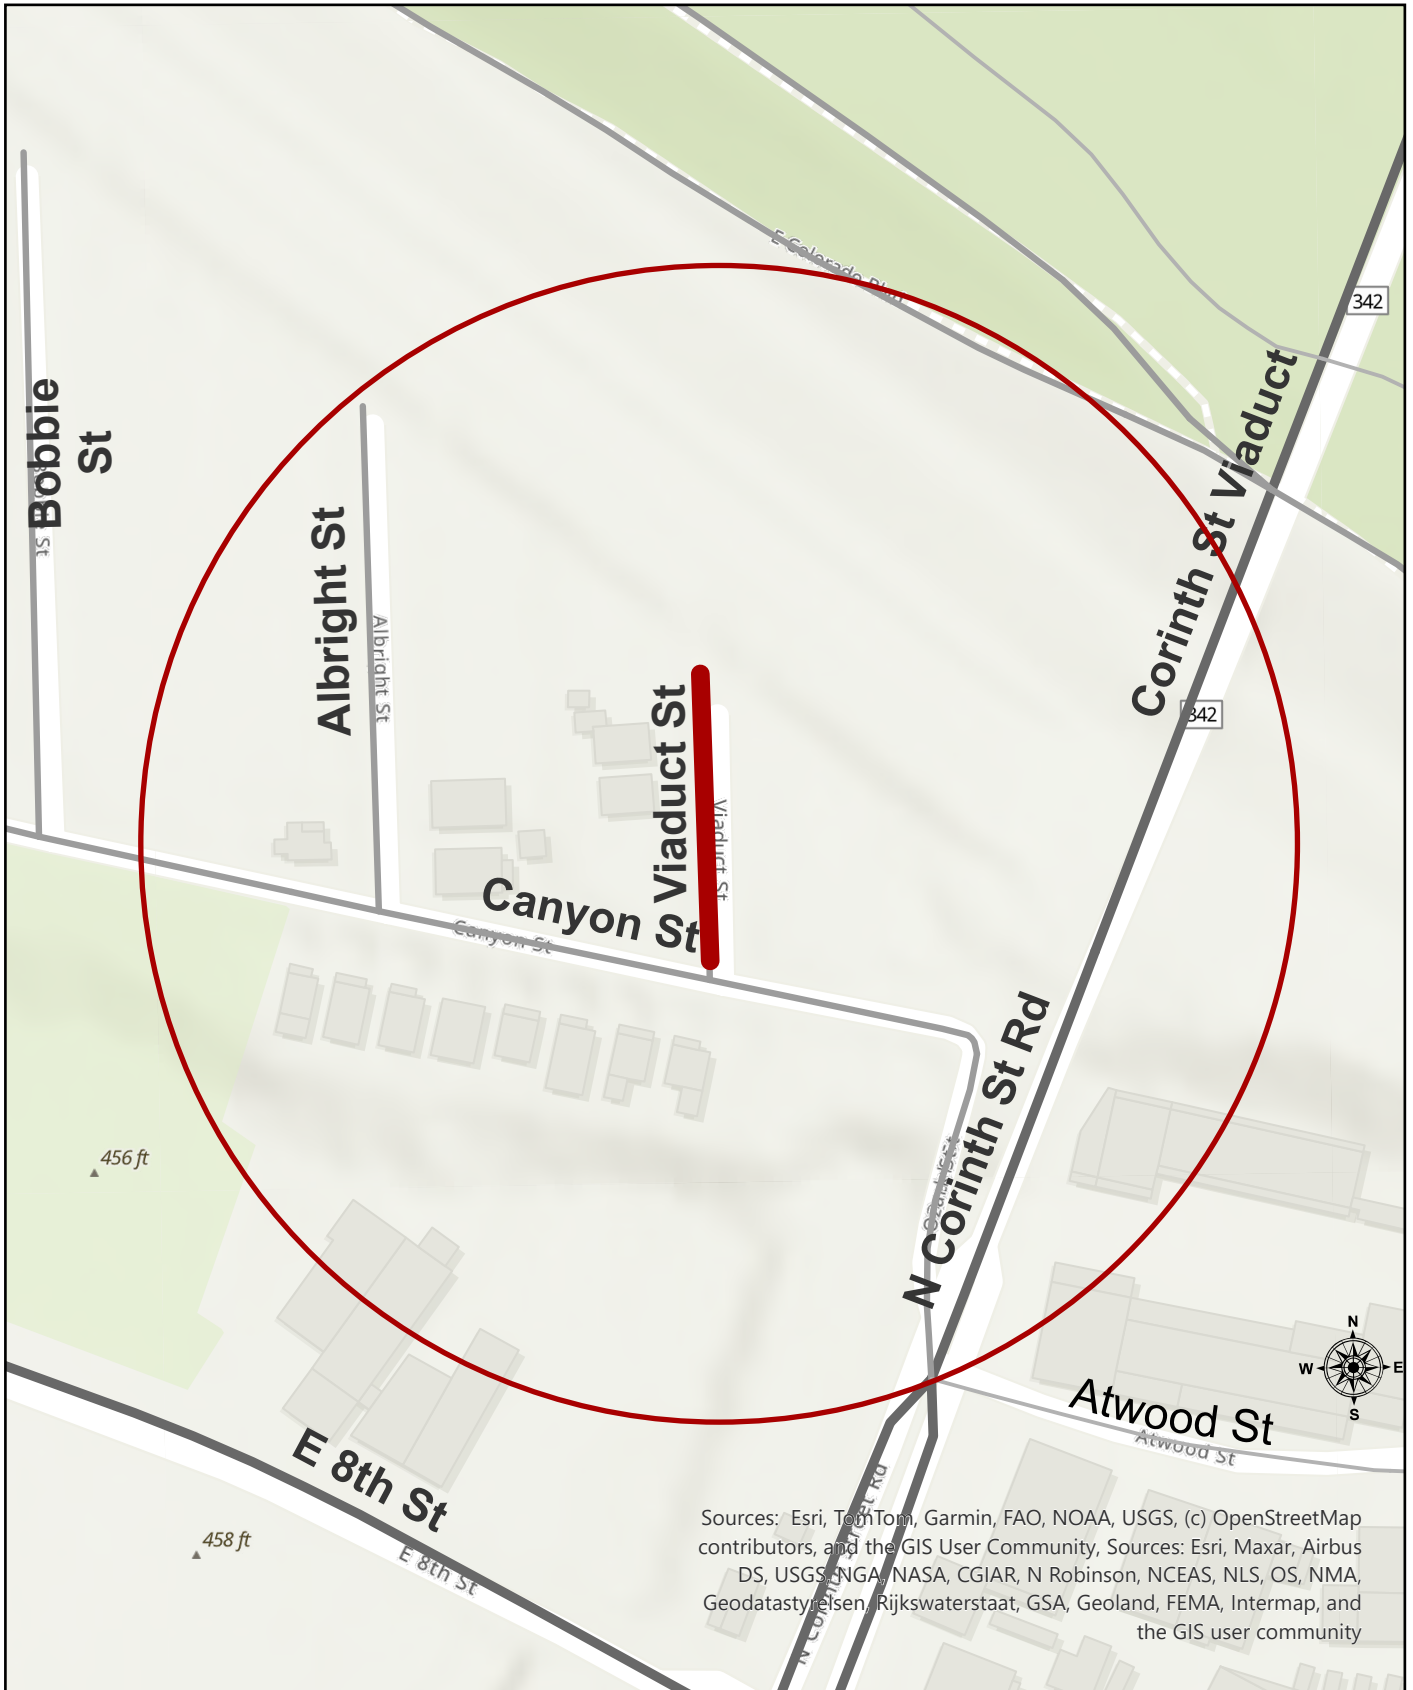 E Colorado Blvd
342
Corinth St Viaduct
Bobbie
St
Albright St
Albright St
342
Viaduct St
Viaduct St
Canyon St
Canyon St
N Corinth St Rd
456 ft
N
W
E
S
Atwood St
Atwood St
E 8th St
E 8th St
458 ft
N Corinth Street Rd
Sources: Esri, TomTom, Garmin, FAO, NOAA, USGS, (c) OpenStreetMap
contributors, and the GIS User Community, Sources: Esri, Maxar, Airbus
DS, USGS, NGA, NASA, CGIAR, N Robinson, NCEAS, NLS, OS, NMA,
Geodatastyrelsen, Rijkswaterstaat, GSA, Geoland, FEMA, Intermap, and
the GIS user community